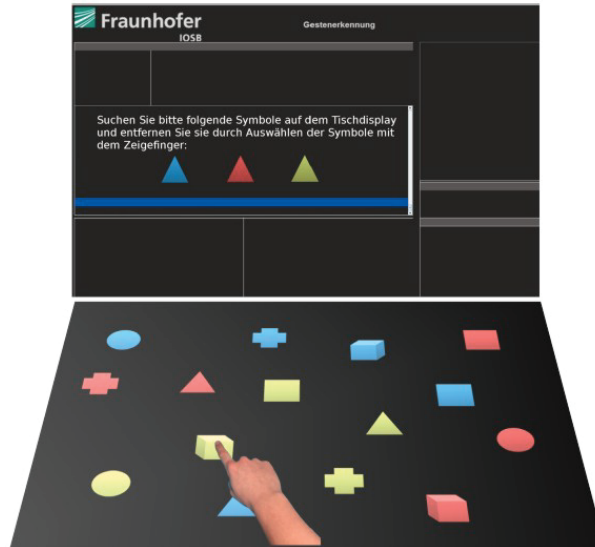 Fraunhofer
IOSB
Gestenerkennung
Suchen Sie bitte folgende Symbole auf dem Tischdisplay
und entfernen Sie sie durch Auswählen der Symbole mit
dem Zeigefinger: